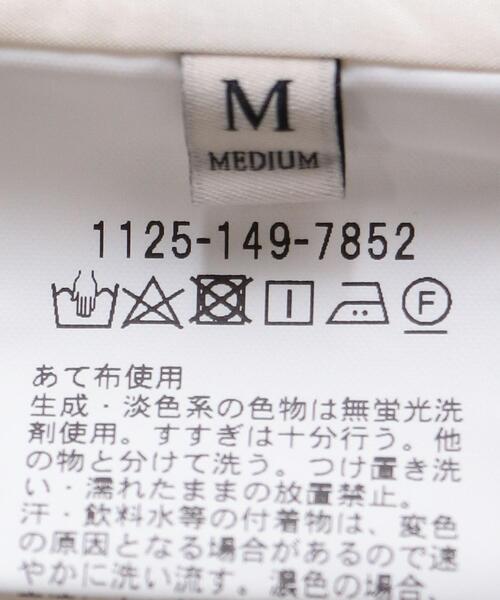 M
MEDIUM
1125-149-7852
F
あて布使用
生成・淡色系の色物は無蛍光洗
剤使用。すすぎは十分行う。他
の物と分けて洗う。つけ置き洗
い・濡れたままの放置禁止。
汗・飲料水等の付着物は、変色
の原因となる場合があるので速
やかに洗い流す。濃色の場合、